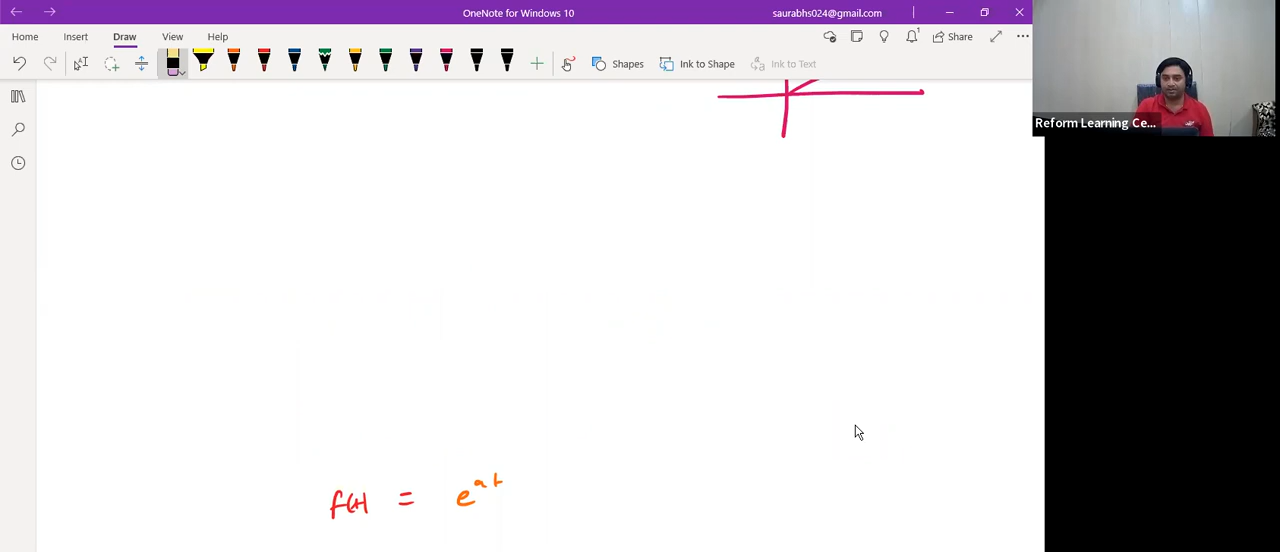 OneNote for Windows 10
saurabhs024@gmail.com
Home Insert Draw View Help
Share
Shapes Ink to Shape Ink to Text
Reform Learning Ce...
f(t) = e^{at}